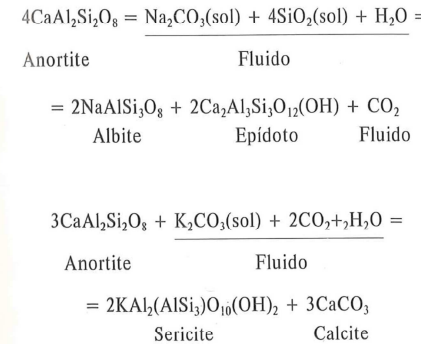 4CaAl₂Si₂O₈ = Na₂CO₃(sol) + 4SiO₂(sol) + H₂O =
Anortite Fluido
= 2NaAlSi₃O₈ + 2Ca₂Al₃Si₃O₁₂(OH) + CO₂
Albite Epídoto Fluido
3CaAl₂Si₂O₈ + K₂CO₃(sol) + 2CO₂+₂H₂O =
Anortite Fluido
= 2KAl₂(AlSi₃)O₁₀(OH)₂ + 3CaCO₃
Sericite Calcite